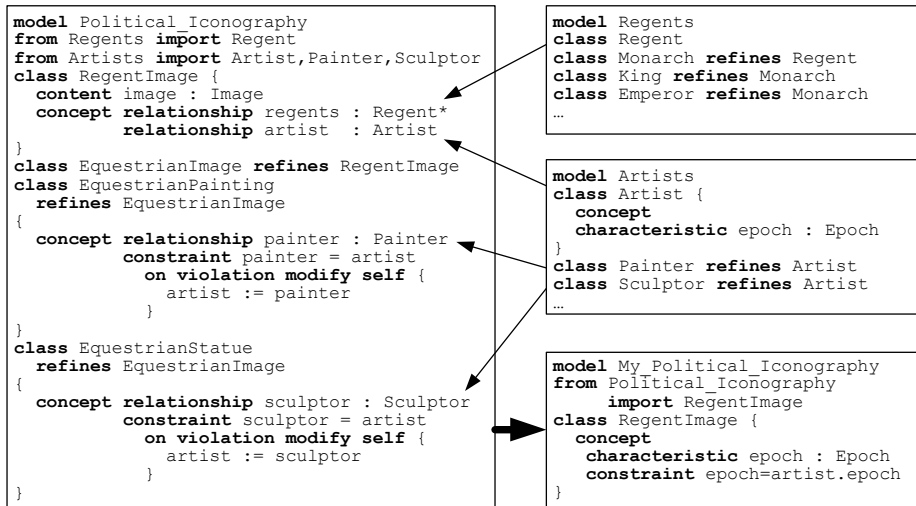 model Political_Iconography
from Regents import Regent
from Artists import Artist,Painter,Sculptor
class RegentImage {
content image : Image
concept relationship regents : Regent*
relationship artist : Artist
}
class EquestrianImage refines RegentImage
class EquestrianPainting
refines EquestrianImage
{
concept relationship painter : Painter
constraint painter = artist
on violation modify self {
artist := painter
}
}
class EquestrianStatue
refines EquestrianImage
{
concept relationship sculptor : Sculptor
constraint sculptor = artist
on violation modify self {
artist := sculptor
}
}
model Regents
class Regent
class Monarch refines Regent
class King refines Monarch
class Emperor refines Monarch
…
model Artists
class Artist {
concept
characteristic epoch : Epoch
}
class Painter refines Artist
class Sculptor refines Artist
…
model My_Political_Iconography
from Political_Iconography
import RegentImage
class RegentImage {
concept
characteristic epoch : Epoch
constraint epoch=artist.epoch
}